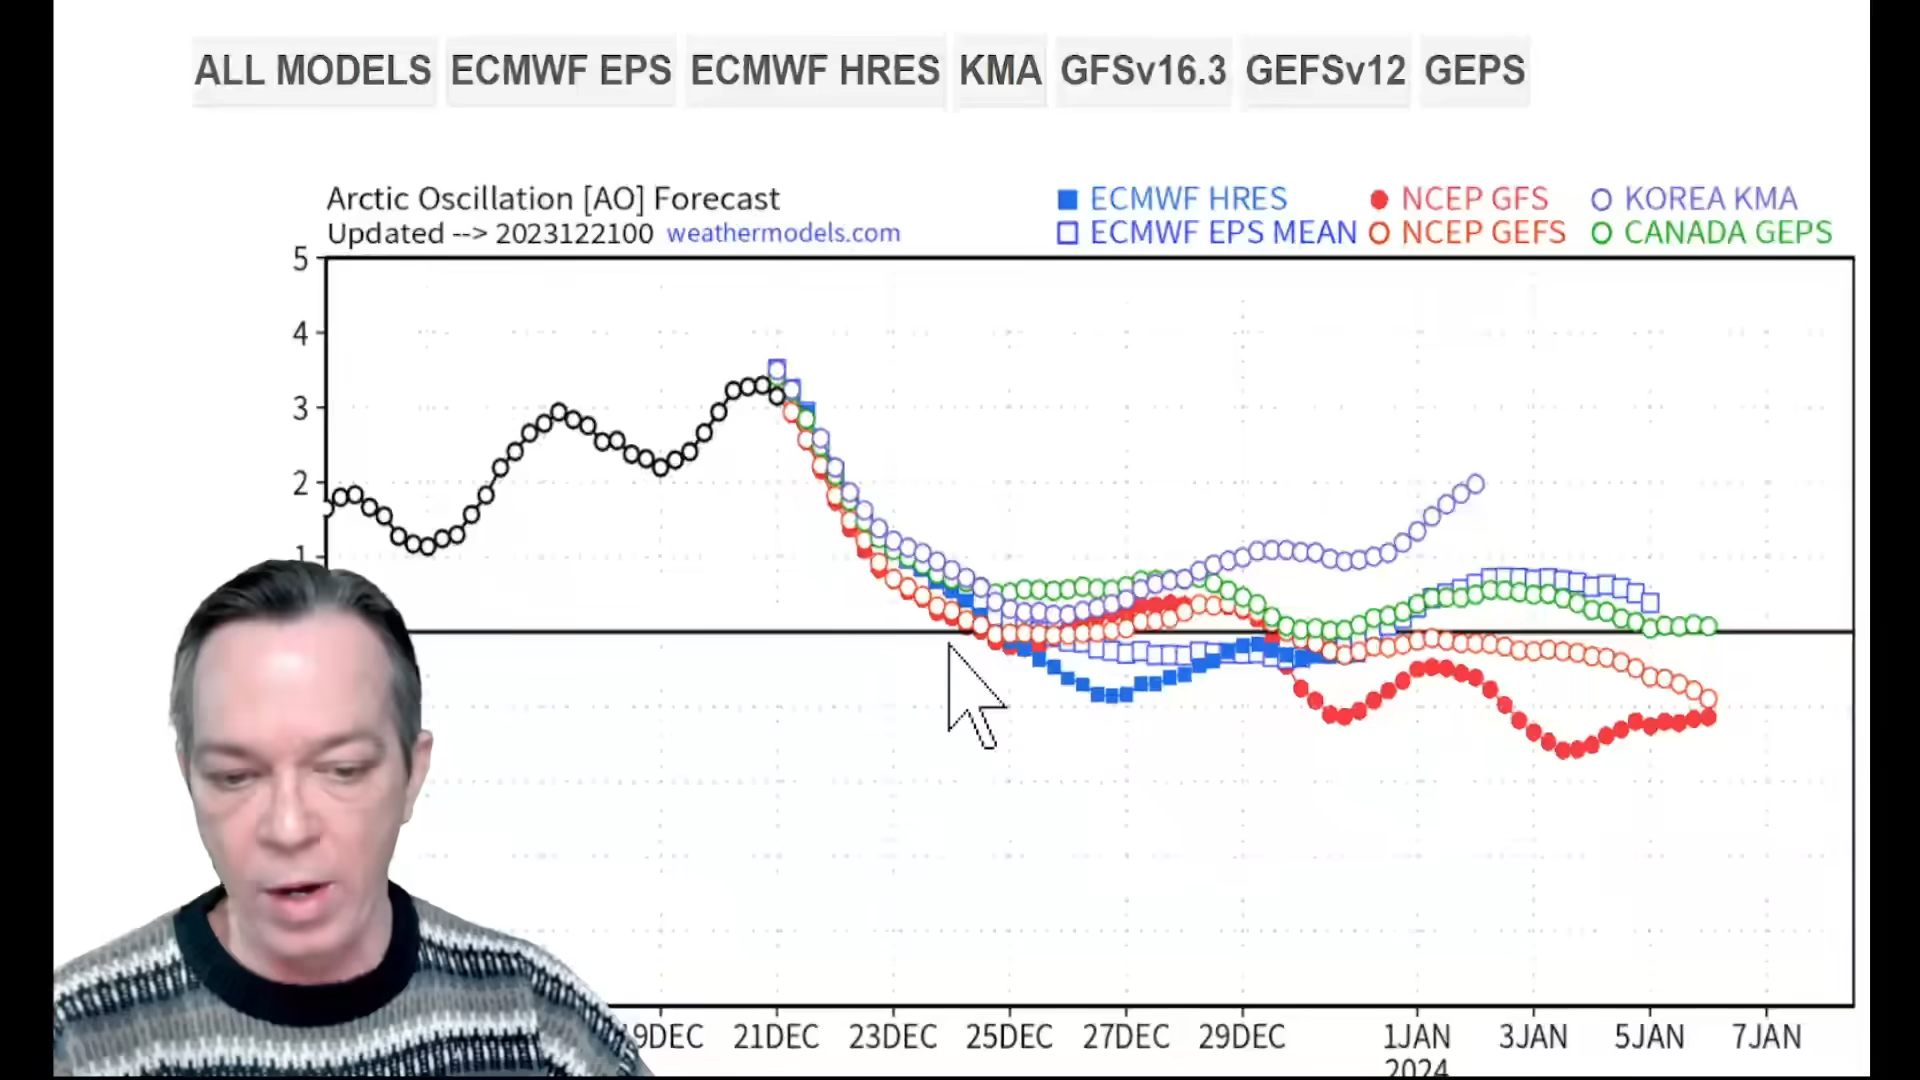 ALL MODELS ECMWF EPS ECMWF HRES KMA GFSv16.3 GEFSv12 GEPS
Arctic Oscillation [AO] Forecast
Updated --> 2023122100 weathermodels.com
ECMWF HRES NCEP GFS KOREA KMA
ECMWF EPS MEAN NCEP GEFS CANADA GEPS
5
4
3
2
1
9DEC 21DEC 23DEC 25DEC 27DEC 29DEC 1JAN 3JAN 5JAN 7JAN
2024